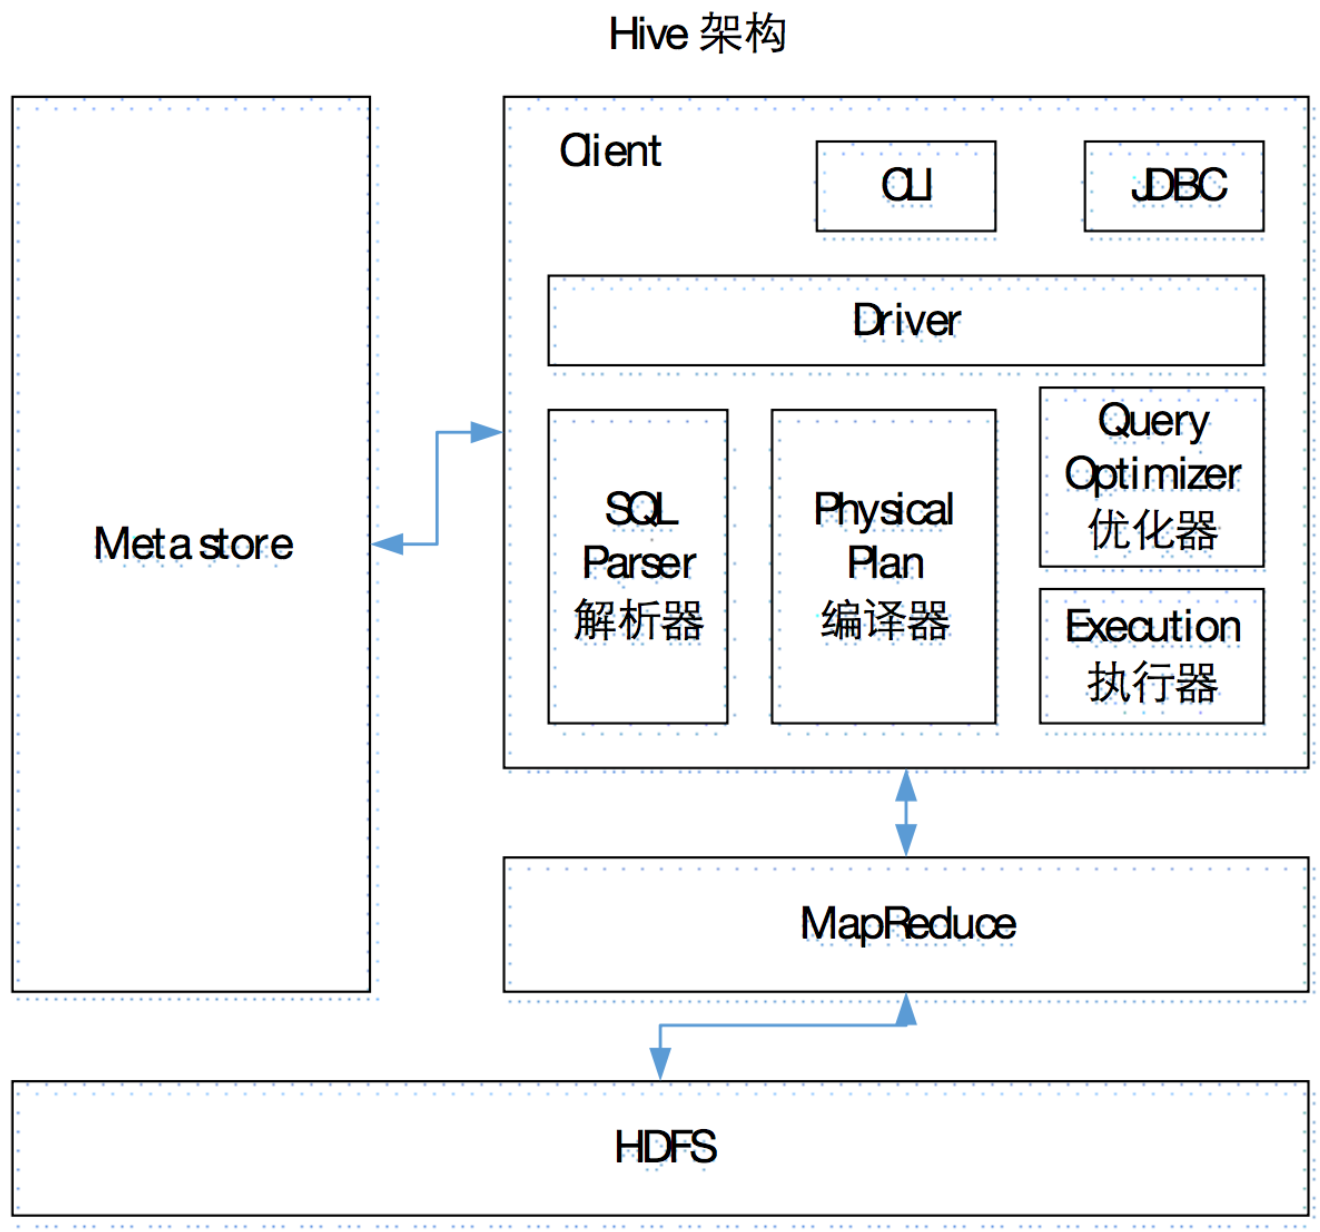 Hive 架构
Client
CLI
JDBC
Driver
Meta store
SQL
Parser
解析器
Physical
Plan
编译器
Query
Optimizer
优化器
Execution
执行器
MapReduce
HDFS